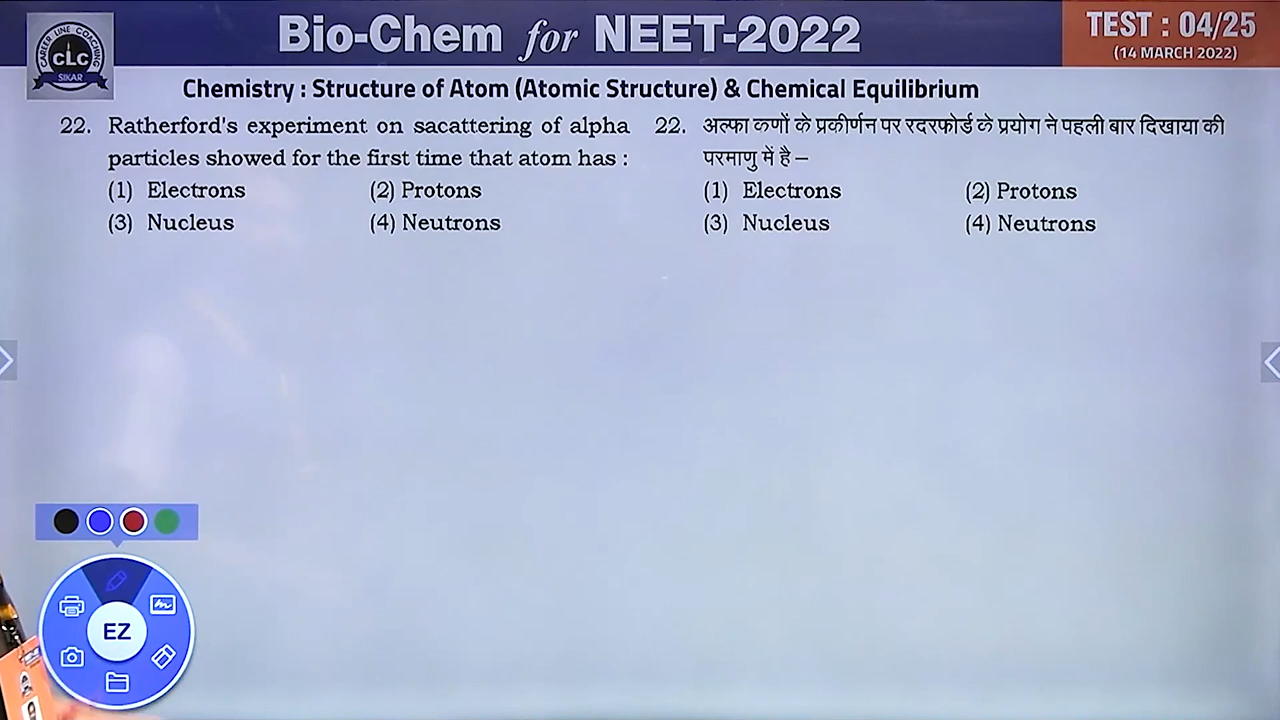 CAREER LINE COACHING
CLC
SIKAR
Bio-Chem for NEET-2022
TEST : 04/25
(14 MARCH 2022)
Chemistry : Structure of Atom (Atomic Structure) & Chemical Equilibrium
22. Ratherford's experiment on sacattering of alpha
particles showed for the first time that atom has :
(1) Electrons (2) Protons
(3) Nucleus (4) Neutrons
22. अल्फा कणों के प्रकीर्णन पर रदरफोर्ड के प्रयोग ने पहली बार दिखाया की
परमाणु में है –
(1) Electrons (2) Protons
(3) Nucleus (4) Neutrons
EZ